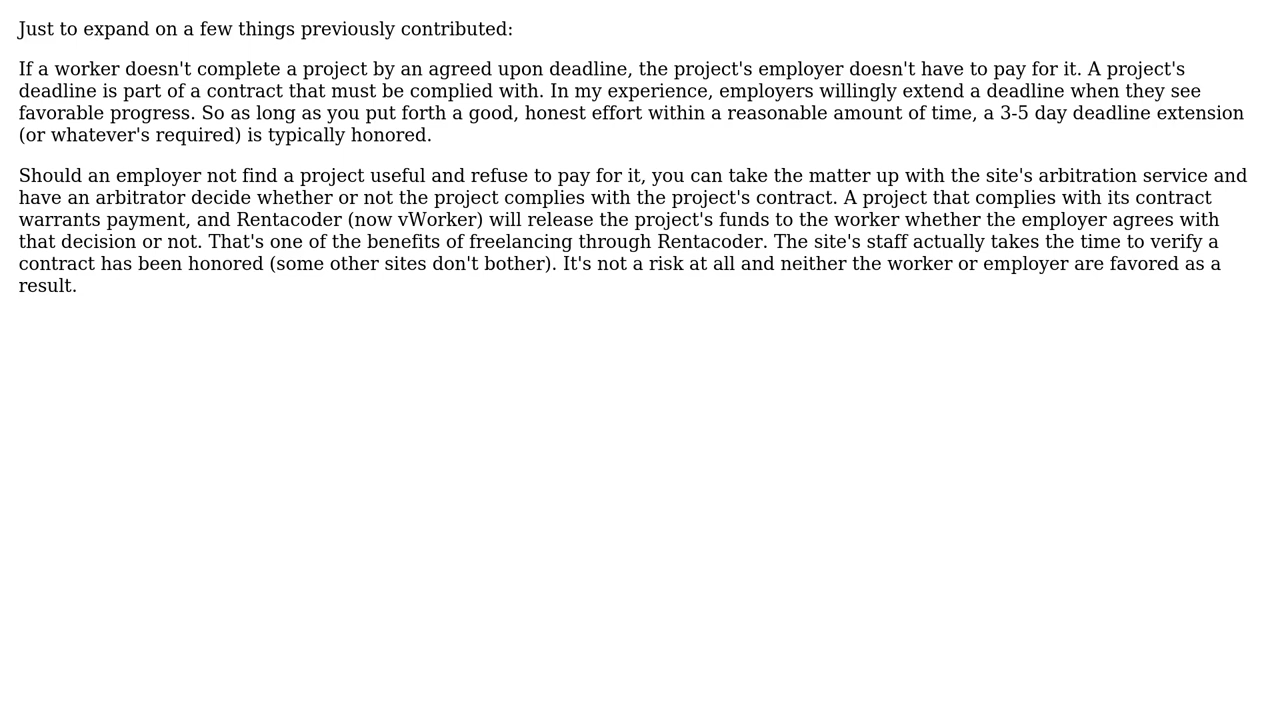 Just to expand on a few things previously contributed:
If a worker doesn't complete a project by an agreed upon deadline, the project's employer doesn't have to pay for it. A project's
deadline is part of a contract that must be complied with. In my experience, employers willingly extend a deadline when they see
favorable progress. So as long as you put forth a good, honest effort within a reasonable amount of time, a 3-5 day deadline extension
(or whatever's required) is typically honored.
Should an employer not find a project useful and refuse to pay for it, you can take the matter up with the site's arbitration service and
have an arbitrator decide whether or not the project complies with the project's contract. A project that complies with its contract
warrants payment, and Rentacoder (now vWorker) will release the project's funds to the worker whether the employer agrees with
that decision or not. That's one of the benefits of freelancing through Rentacoder. The site's staff actually takes the time to verify a
contract has been honored (some other sites don't bother). It's not a risk at all and neither the worker or employer are favored as a
result.